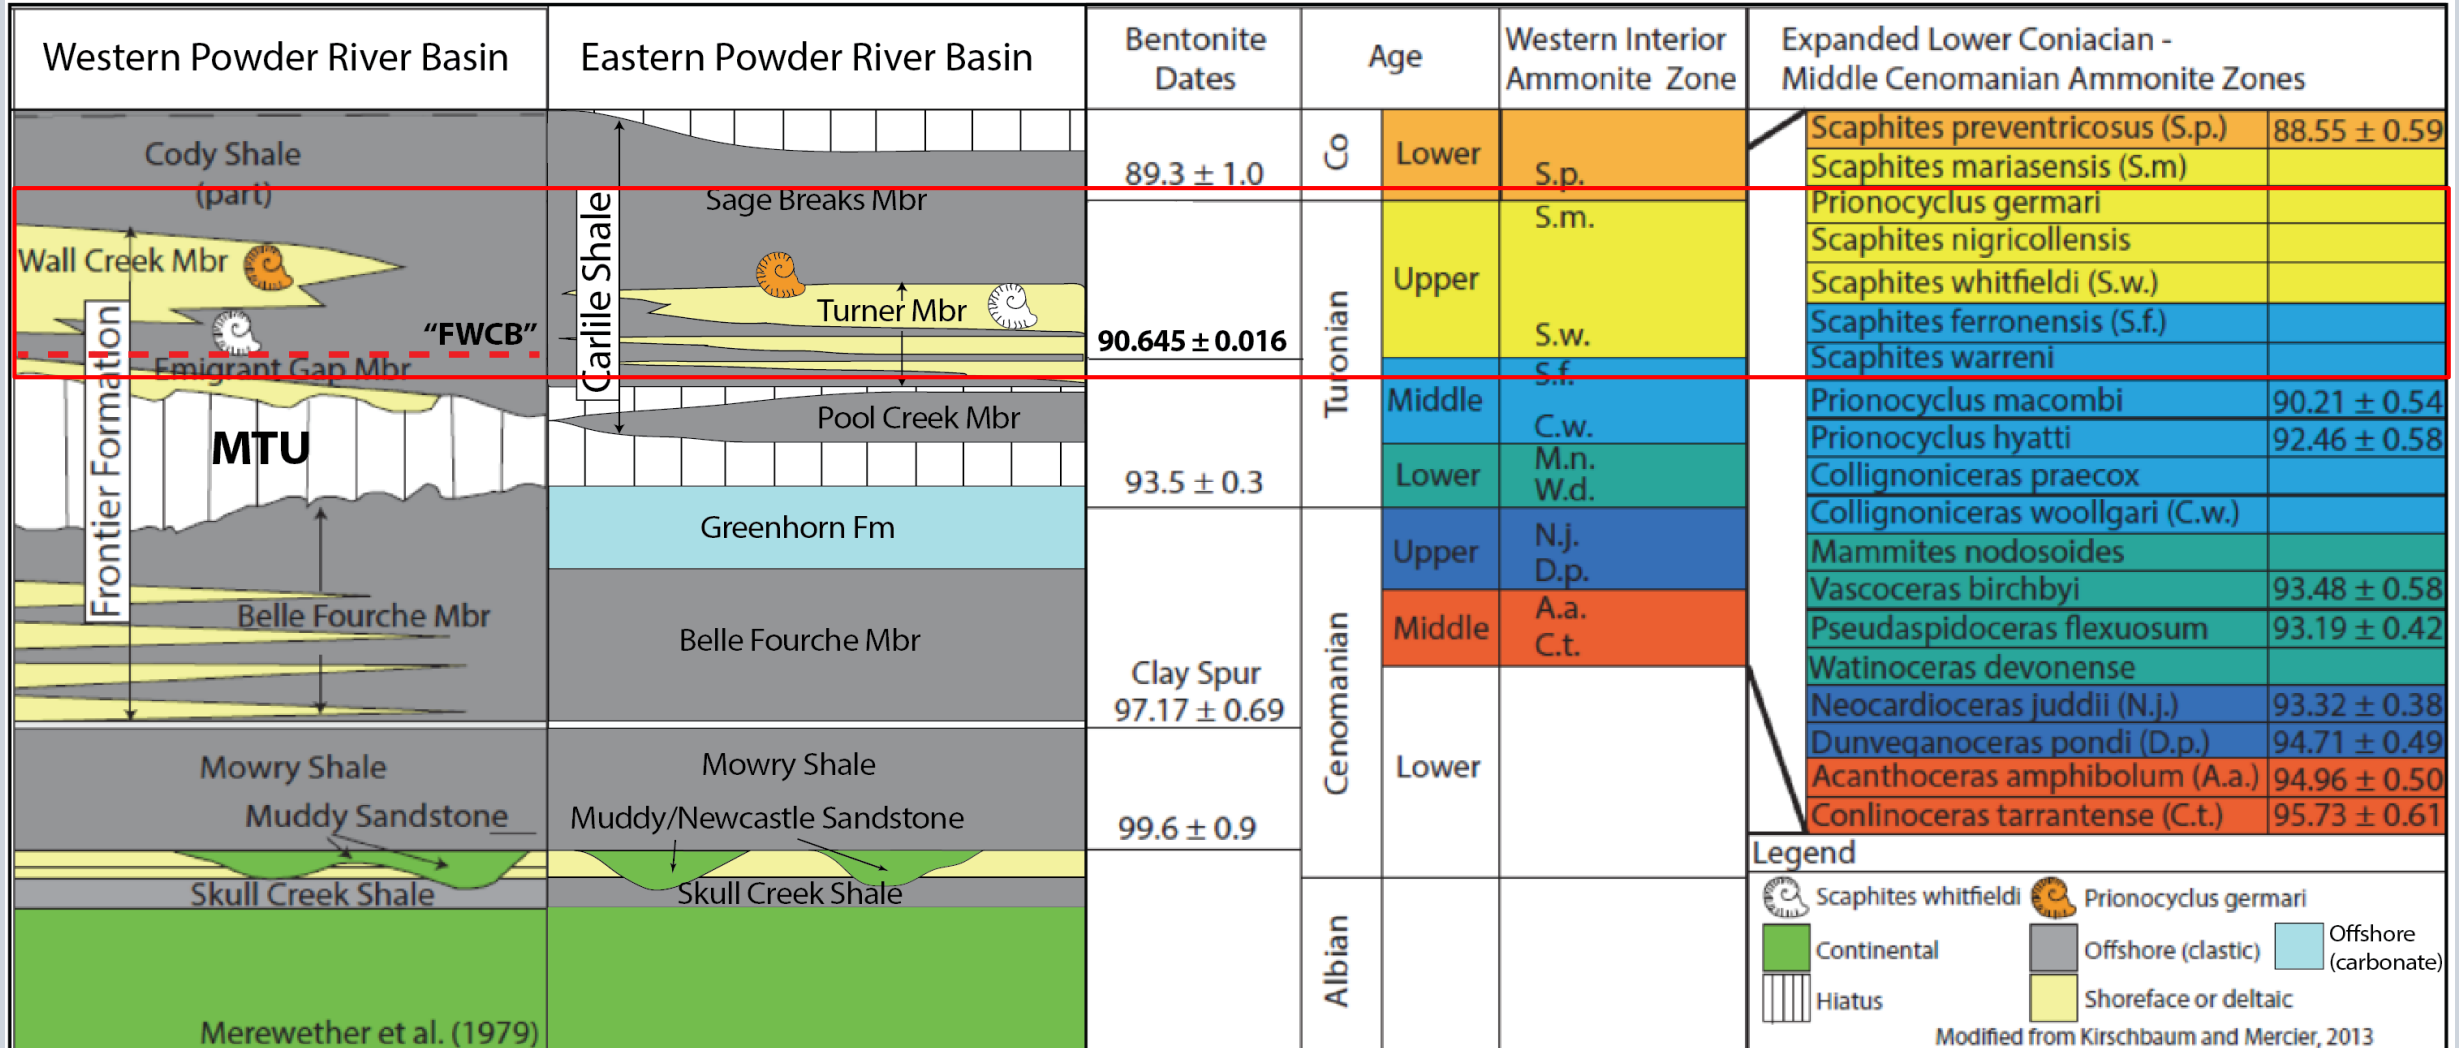 Western Powder River Basin
Eastern Powder River Basin
Bentonite
Dates
Age
Western Interior
Ammonite Zone
Expanded Lower Coniacian -
Middle Cenomanian Ammonite Zones
Cody Shale
(part)
Wall Creek Mbr
“FWCB”
Emigrant Gap Mbr
Frontier Formation
MTU
Belle Fourche Mbr
Mowry Shale
Muddy Sandstone
Skull Creek Shale
Merewether et al. (1979)
Carlile Shale
Sage Breaks Mbr
Turner Mbr
Pool Creek Mbr
Greenhorn Fm
Belle Fourche Mbr
Mowry Shale
Muddy/Newcastle Sandstone
Skull Creek Shale
89.3 ± 1.0
90.645 ± 0.016
93.5 ± 0.3
Clay Spur
97.17 ± 0.69
99.6 ± 0.9
Co
Turonian
Cenomanian
Albian
Lower
Upper
Middle
Lower
Upper
Middle
Lower
S.p.
S.m.
S.w.
S.f.
C.w.
M.n.
W.d.
N.j.
D.p.
A.a.
C.t.
Scaphites preventricosus (S.p.) 88.55 ± 0.59
Scaphites mariasensis (S.m)
Prionocyclus germari
Scaphites nigricollensis
Scaphites whitfieldi (S.w.)
Scaphites ferronensis (S.f.)
Scaphites warreni
Prionocyclus macombi 90.21 ± 0.54
Prionocyclus hyatti 92.46 ± 0.58
Collignoniceras praecox
Collignoniceras woollgari (C.w.)
Mammites nodosoides
Vascoceras birchbyi 93.48 ± 0.58
Pseudaspidoceras flexuosum 93.19 ± 0.42
Watinoceras devonense
Neocardioceras juddii (N.j.) 93.32 ± 0.38
Dunveganoceras pondi (D.p.) 94.71 ± 0.49
Acanthoceras amphibolum (A.a.) 94.96 ± 0.50
Conlinoceras tarrantense (C.t.) 95.73 ± 0.61
Legend
Scaphites whitfieldi
Prionocyclus germari
Continental
Offshore (clastic)
Offshore
(carbonate)
Hiatus
Shoreface or deltaic
Modified from Kirschbaum and Mercier, 2013